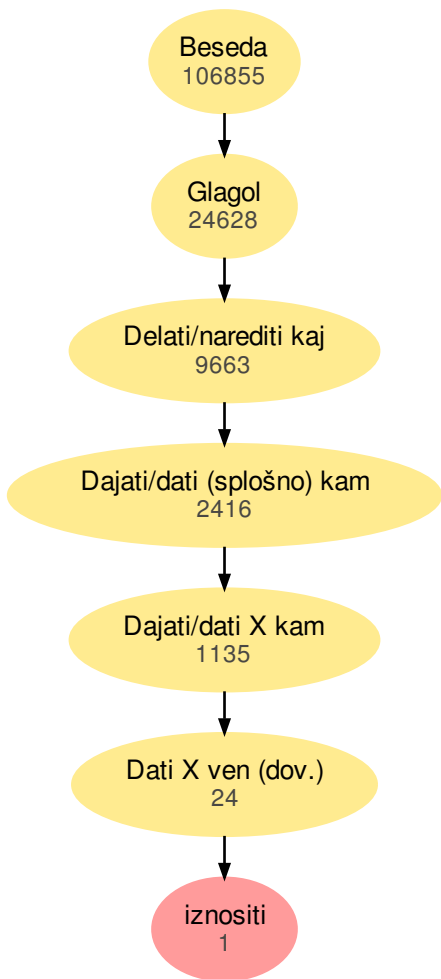 Beseda
106855
Glagol
24628
Delati/narediti kaj
9663
Dajati/dati (splošno) kam
2416
Dajati/dati X kam
1135
Dati X ven (dov.)
24
iznositi
1